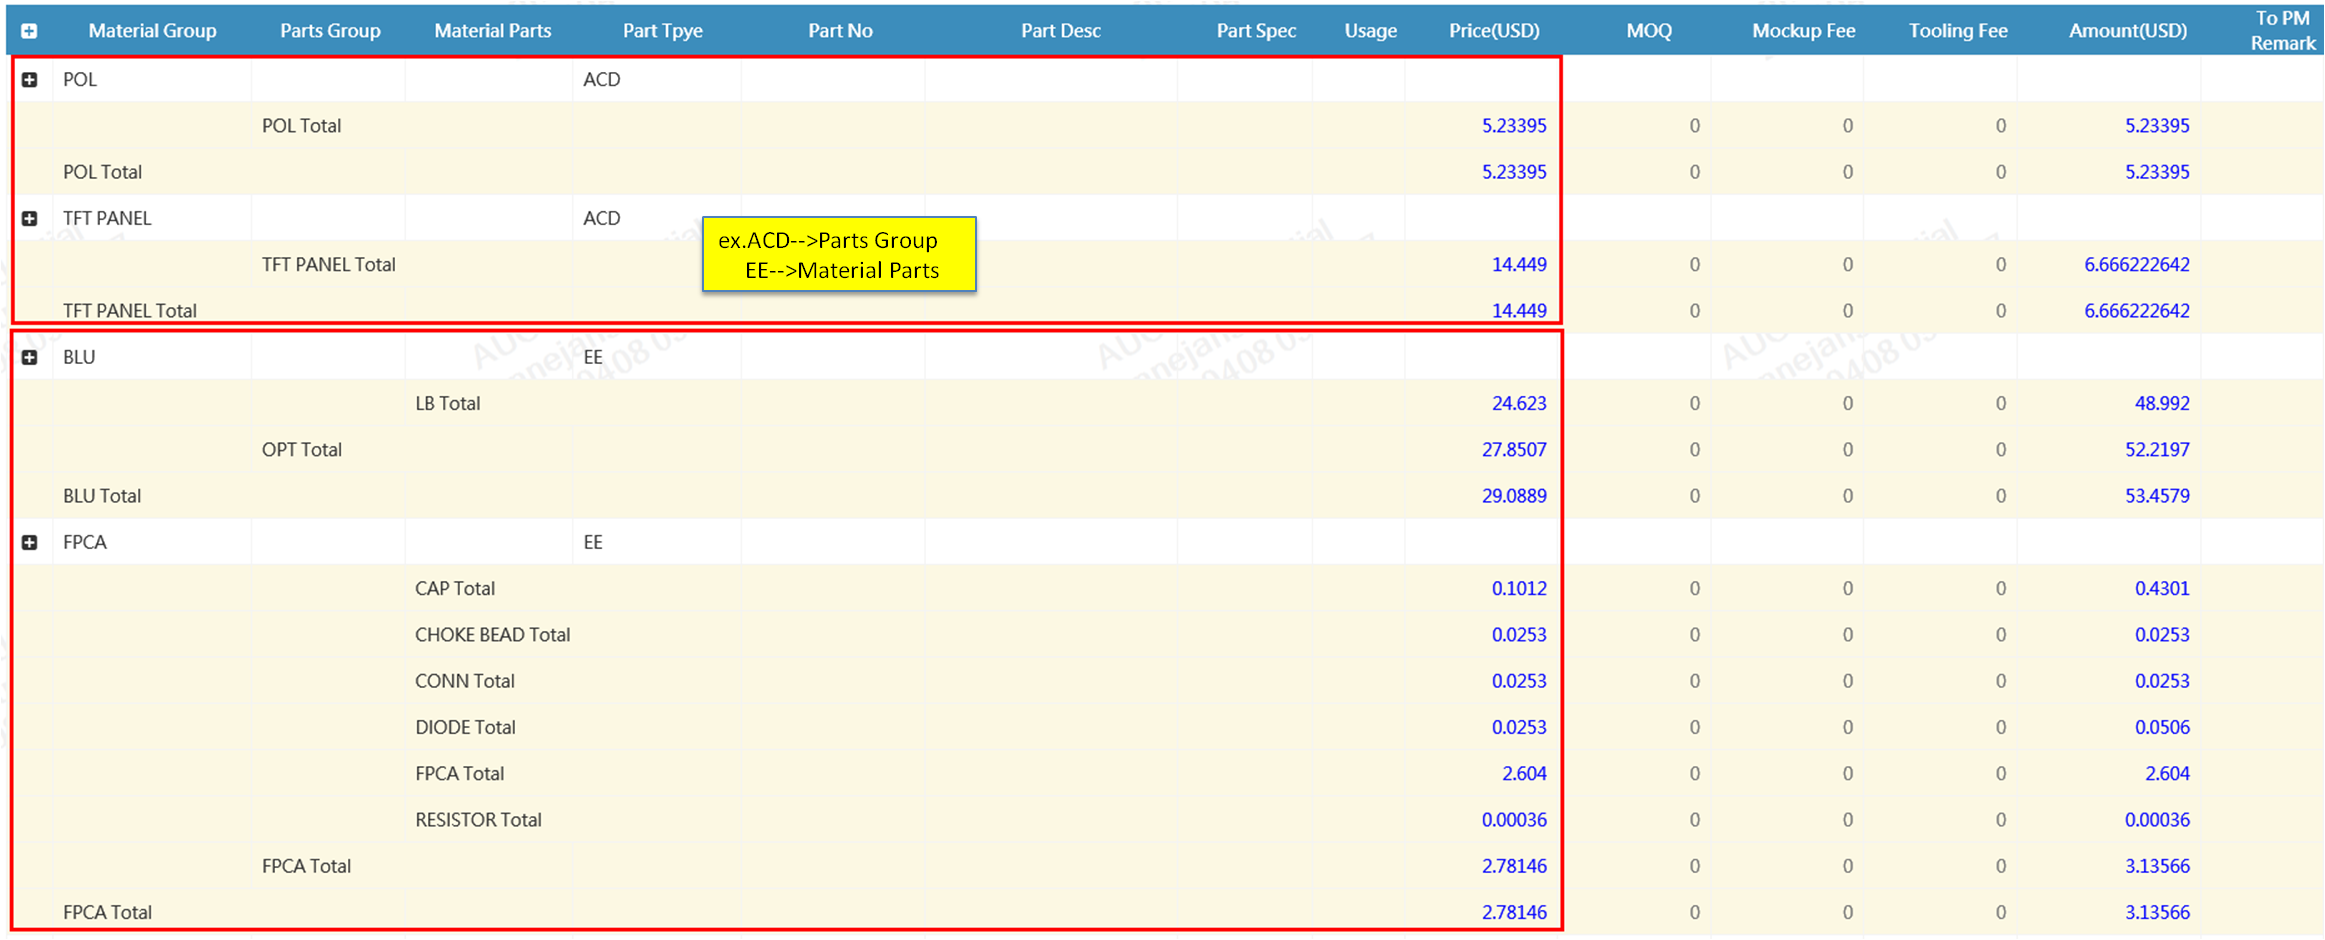 Material Group Parts Group Material Parts Part Tpye Part No Part Desc Part Spec Usage Price(USD) MOQ Mockup Fee Tooling Fee Amount(USD) To PM Remark
POL ACD
POL Total 5.23395 0 0 0 5.23395
POL Total 5.23395 0 0 0 5.23395
TFT PANEL ACD
ex.ACD-->Parts Group
EE-->Material Parts
TFT PANEL Total 14.449 0 0 0 6.666222642
TFT PANEL Total 14.449 0 0 0 6.666222642
BLU EE
LB Total 24.623 0 0 0 48.992
OPT Total 27.8507 0 0 0 52.2197
BLU Total 29.0889 0 0 0 53.4579
FPCA EE
CAP Total 0.1012 0 0 0 0.4301
CHOKE BEAD Total 0.0253 0 0 0 0.0253
CONN Total 0.0253 0 0 0 0.0253
DIODE Total 0.0253 0 0 0 0.0506
FPCA Total 2.604 0 0 0 2.604
RESISTOR Total 0.00036 0 0 0 0.00036
FPCA Total 2.78146 0 0 0 3.13566
FPCA Total 2.78146 0 0 0 3.13566